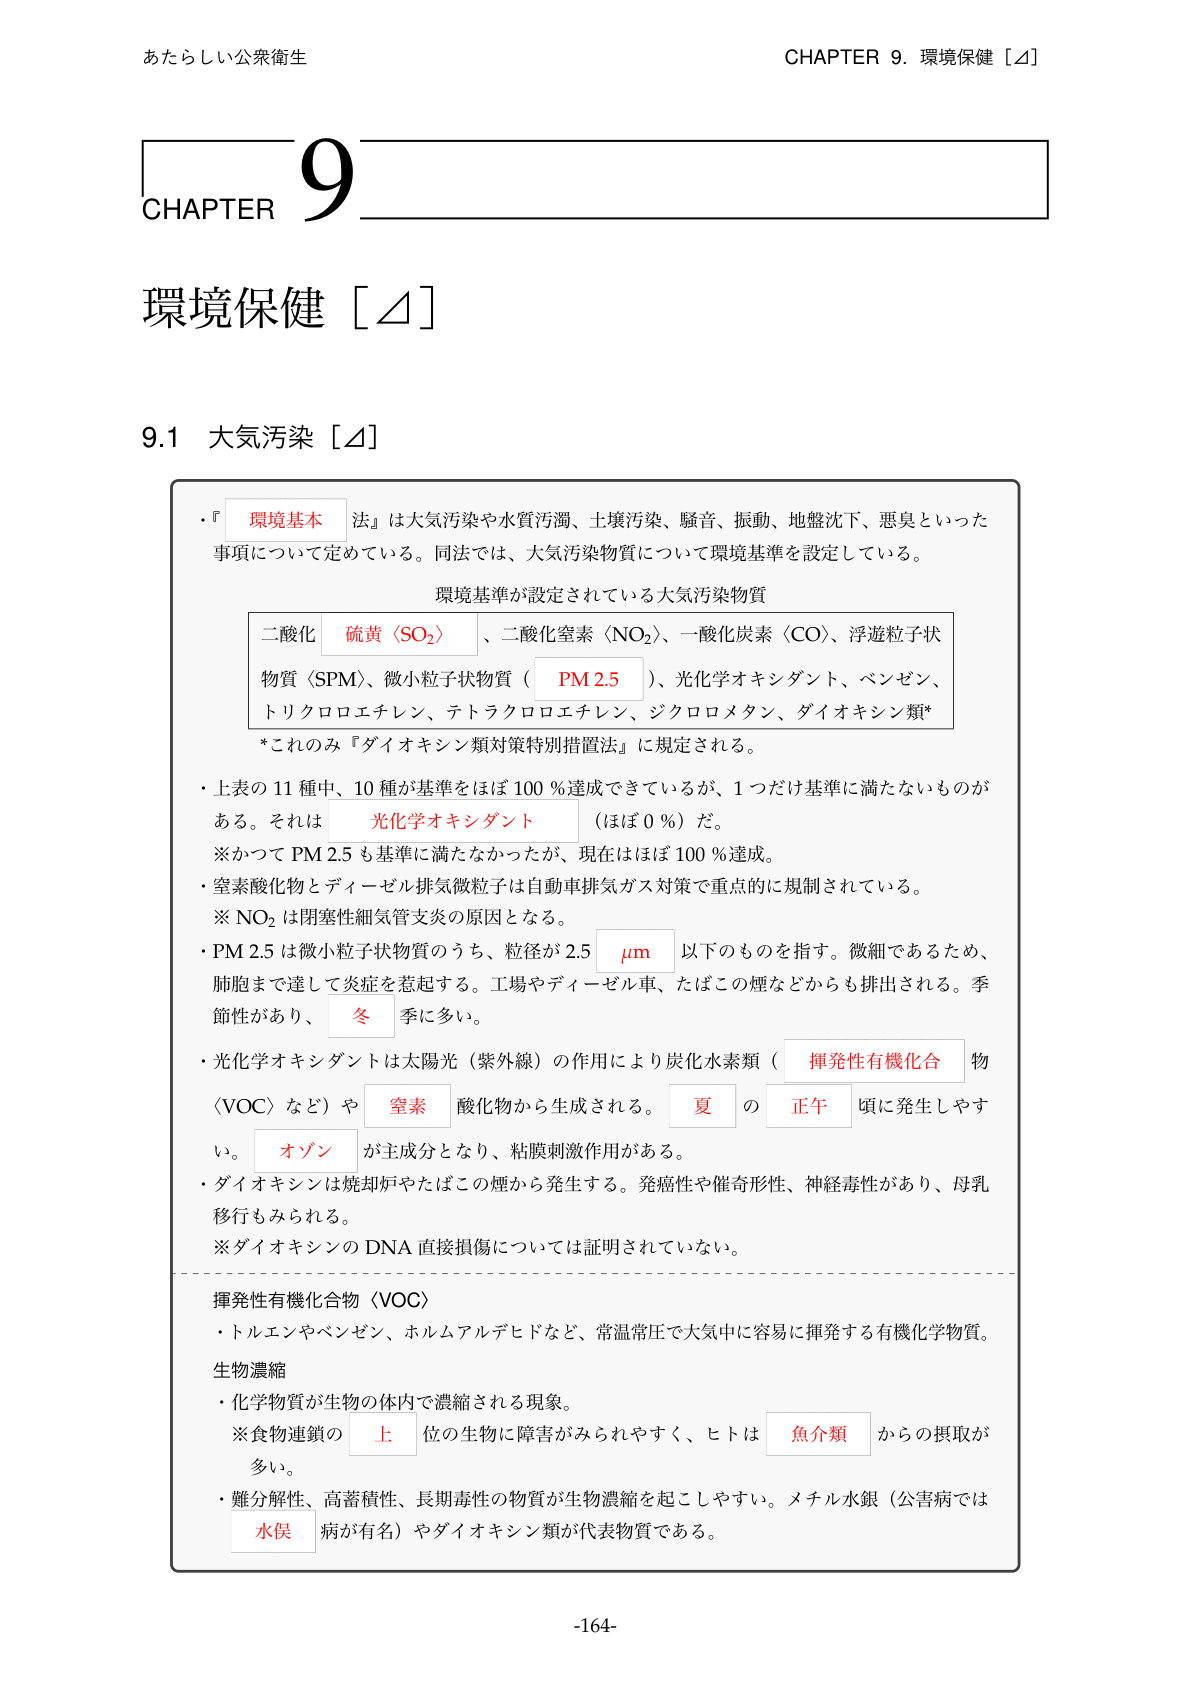 あたらしい公衆衛生
CHAPTER 9. 環境保健［⊿］
CHAPTER 9
環境保健［⊿］
9.1 大気汚染［⊿］
・『 環境基本 法』は大気汚染や水質汚濁、土壌汚染、騒音、振動、地盤沈下、悪臭といった
事項について定めている。同法では、大気汚染物質について環境基準を設定している。
環境基準が設定されている大気汚染物質
二酸化 硫黄〈SO₂〉 、二酸化窒素〈NO₂〉、一酸化炭素〈CO〉、浮遊粒子状
物質〈SPM〉、微小粒子状物質（ PM 2.5 ）、光化学オキシダント、ベンゼン、
トリクロロエチレン、テトラクロロエチレン、ジクロロメタン、ダイオキシン類*
*これのみ『ダイオキシン類対策特別措置法』に規定される。
・上表の 11 種中、10 種が基準をほぼ 100 %達成できているが、1 つだけ基準に満たないものが
ある。それは 光化学オキシダント （ほぼ 0 %）だ。
※かつて PM 2.5 も基準に満たなかったが、現在はほぼ 100 %達成。
・窒素酸化物とディーゼル排気微粒子は自動車排気ガス対策で重点的に規制されている。
※ NO₂ は閉塞性細気管支炎の原因となる。
・PM 2.5 は微小粒子状物質のうち、粒径が 2.5 μm 以下のものを指す。微細であるため、
肺胞まで達して炎症を惹起する。工場やディーゼル車、たばこの煙などからも排出される。季
節性があり、 冬 季に多い。
・光化学オキシダントは太陽光（紫外線）の作用により炭化水素類（ 揮発性有機化合 物
〈VOC〉など）や 窒素 酸化物から生成される。 夏 の 正午 頃に発生しやす
い。 オゾン が主成分となり、粘膜刺激作用がある。
・ダイオキシンは焼却炉やたばこの煙から発生する。発癌性や催奇形性、神経毒性があり、母乳
移行もみられる。
※ダイオキシンの DNA 直接損傷については証明されていない。
揮発性有機化合物〈VOC〉
・トルエンやベンゼン、ホルムアルデヒドなど、常温常圧で大気中に容易に揮発する有機化学物質。
生物濃縮
・化学物質が生物の体内で濃縮される現象。
※食物連鎖の 上 位の生物に障害がみられやすく、ヒトは 魚介類 からの摂取が
多い。
・難分解性、高蓄積性、長期毒性の物質が生物濃縮を起こしやすい。メチル水銀（公害病では
水俣 病が有名）やダイオキシン類が代表物質である。
-164-